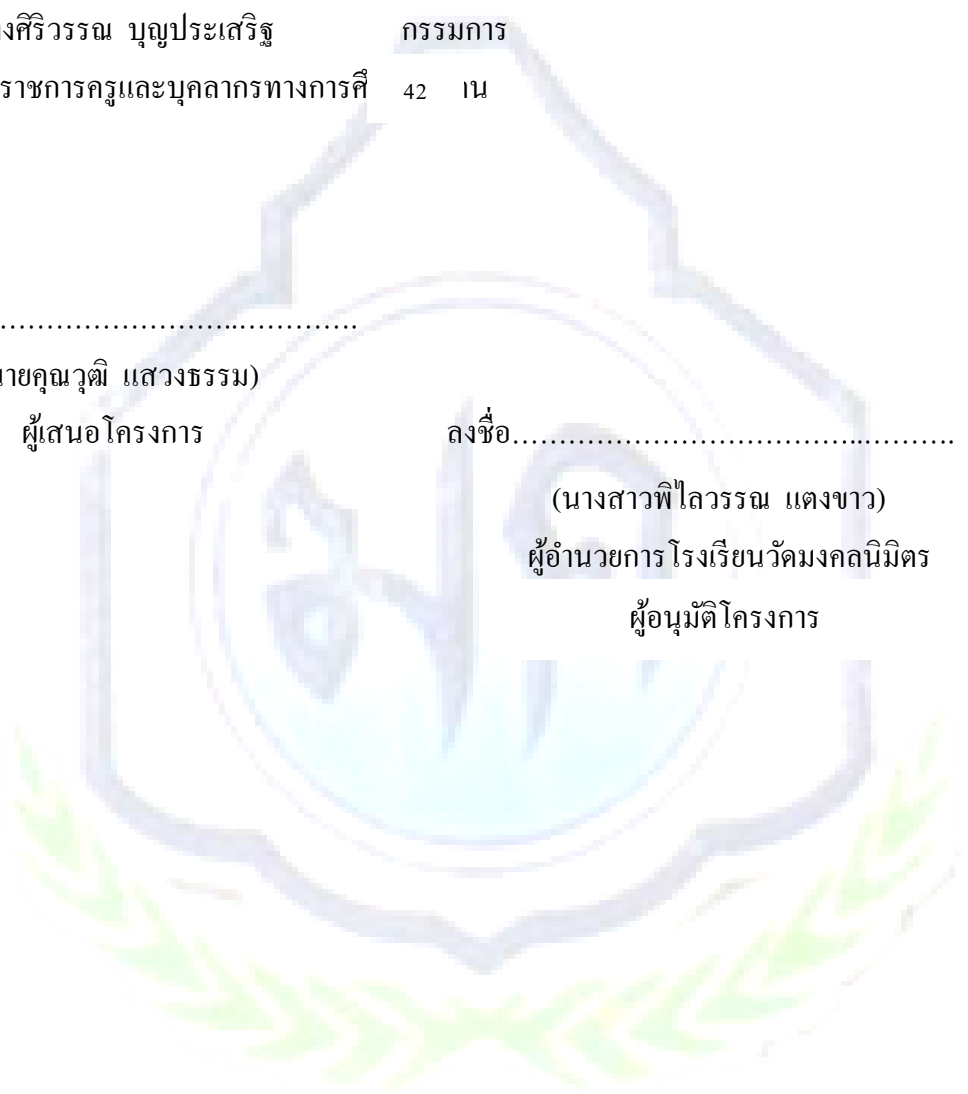 งศิริวรรณ บุญประเสริฐ กรรมการ
ราชการครูและบุคลากรทางการศึ 42 าน
……………………..………….
นายคุณวุฒิ แสวงธรรม)
ผู้เสนอโครงการ
ลงชื่อ………………………………..……….
(นางสาวพิไลวรรณ แตงขาว)
ผู้อำนวยการโรงเรียนวัดมงคลนิมิตร
ผู้อนุมัติโครงการ